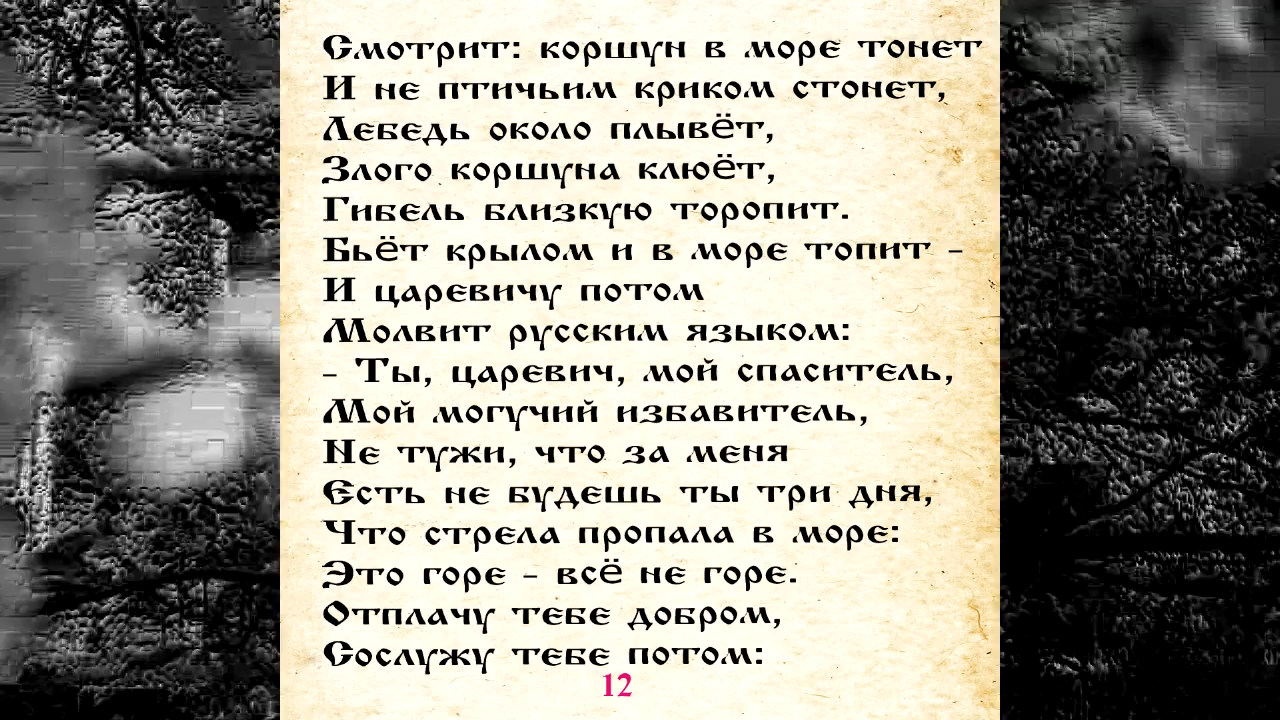 Смотрит: коршун в море тонет
И не птичьим криком стонет,
Лебедь около плывёт,
Злого коршуна клюёт,
Гибель близкую торопит.
Бьёт крылом и в море топит –
И царевичу потом
Молвит русским языком:
– Ты, царевич, мой спаситель,
Мой могучий избавитель,
Не тужи, что за меня
Есть не будешь ты три дня,
Что стрела пропала в море:
Это горе – всё не горе.
Отплачу тебе добром,
Сослужу тебе потом:
12